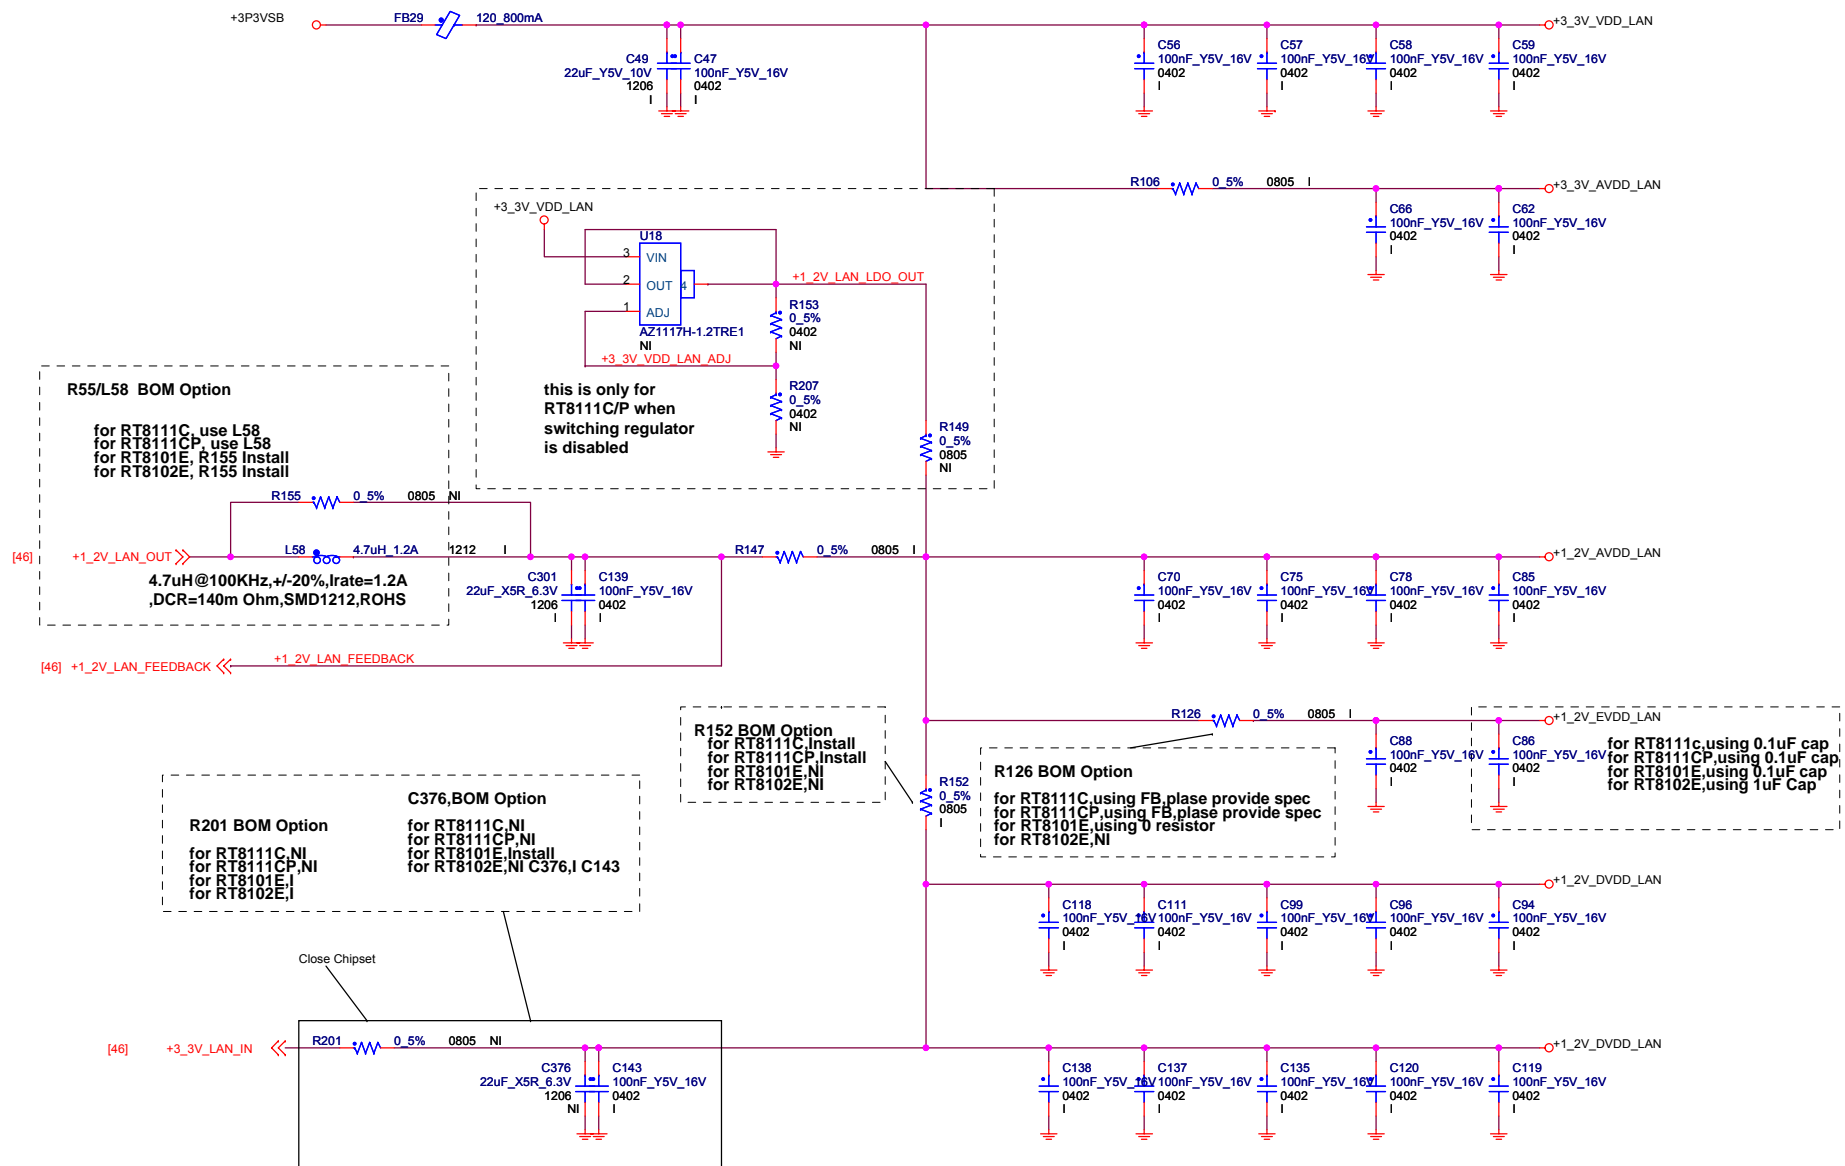 +3P3VSB
FB29
120_800mA
+3_3V_VDD_LAN
C49
22uF_Y5V_10V
1206
I
C47
100nF_Y5V_16V
0402
I
C56
100nF_Y5V_16V
0402
I
C57
100nF_Y5V_16V
0402
I
C58
100nF_Y5V_16V
0402
I
C59
100nF_Y5V_16V
0402
I
R106
0_5%
0805
I
+3_3V_AVDD_LAN
C66
100nF_Y5V_16V
0402
I
C62
100nF_Y5V_16V
0402
I
+3_3V_VDD_LAN
U18
3
VIN
2
OUT
4
1
ADJ
AZ1117H-1.2TRE1
NI
+1_2V_LAN_LDO_OUT
R153
0_5%
0402
NI
+3_3V_VDD_LAN_ADJ
R207
0_5%
0402
NI
this is only for
RT8111C/P when
switching regulator
is disabled
R149
0_5%
0805
NI
R55/L58 BOM Option
for RT8111C, use L58
for RT8111CP, use L58
for RT8101E, R155 Install
for RT8102E, R155 Install
R155
0_5%
0805
NI
[46]
+1_2V_LAN_OUT
L58
4.7uH_1.2A
1212
I
4.7uH@100KHz,+/-20%,Irate=1.2A
,DCR=140m Ohm,SMD1212,ROHS
C301
22uF_X5R_6.3V
1206
I
C139
100nF_Y5V_16V
0402
I
R147
0_5%
0805
I
+1_2V_AVDD_LAN
C70
100nF_Y5V_16V
0402
I
C75
100nF_Y5V_16V
0402
I
C78
100nF_Y5V_16V
0402
I
C85
100nF_Y5V_16V
0402
I
[46]
+1_2V_LAN_FEEDBACK
+1_2V_LAN_FEEDBACK
R152 BOM Option
for RT8111C,Install
for RT8111CP,Install
for RT8101E,NI
for RT8102E,NI
R152
0_5%
0805
I
R126
0_5%
0805
I
+1_2V_EVDD_LAN
C88
100nF_Y5V_16V
0402
I
C86
100nF_Y5V_16V
0402
I
for RT8111c,using 0.1uF cap
for RT8111CP,using 0.1uF cap
for RT8101E,using 0.1uF cap
for RT8102E,using 1uF Cap
R126 BOM Option
for RT8111C,using FB,plase provide spec
for RT8111CP,using FB,plase provide spec
for RT8101E,using 0 resistor
for RT8102E,NI
R201 BOM Option
for RT8111C,NI
for RT8111CP,NI
for RT8101E,I
for RT8102E,I
C376,BOM Option
for RT8111C,NI
for RT8111CP,NI
for RT8101E,Install
for RT8102E,NI C376,I C143
+1_2V_DVDD_LAN
C118
100nF_Y5V_16V
0402
I
C111
100nF_Y5V_16V
0402
I
C99
100nF_Y5V_16V
0402
I
C96
100nF_Y5V_16V
0402
I
C94
100nF_Y5V_16V
0402
I
Close Chipset
[46]
+3_3V_LAN_IN
R201
0_5%
0805
NI
C376
22uF_X5R_6.3V
1206
NI
C143
100nF_Y5V_16V
0402
I
+1_2V_DVDD_LAN
C138
100nF_Y5V_16V
0402
I
C137
100nF_Y5V_16V
0402
I
C135
100nF_Y5V_16V
0402
I
C120
100nF_Y5V_16V
0402
I
C119
100nF_Y5V_16V
0402
I